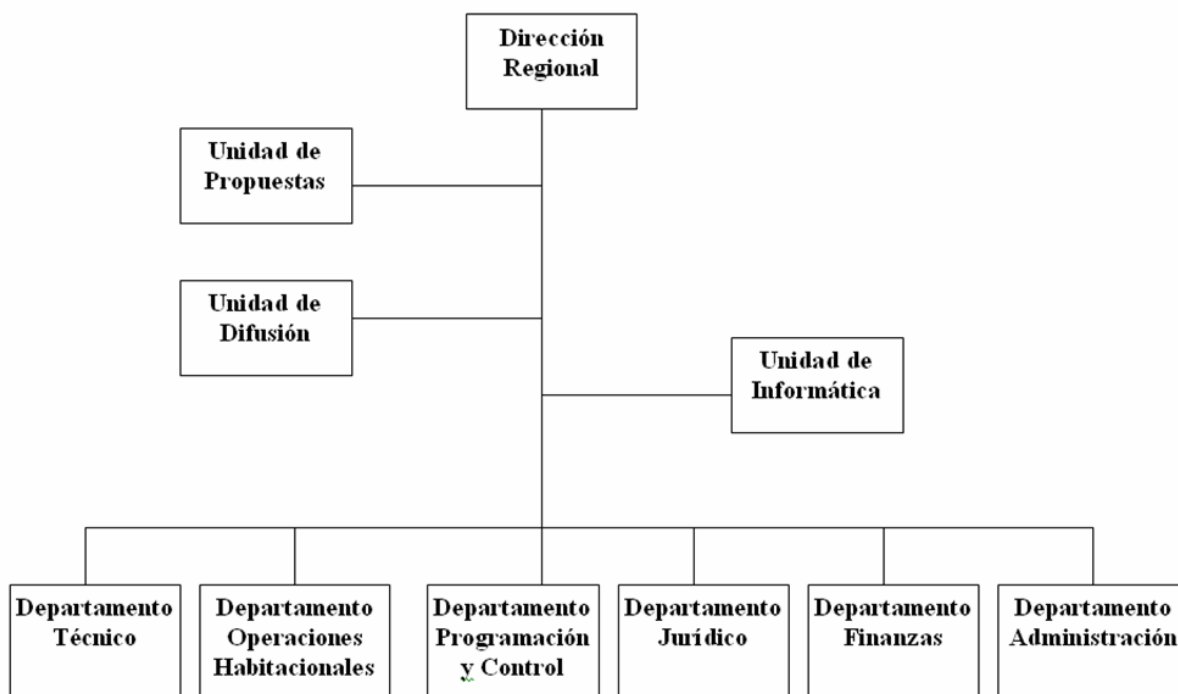 Dirección
Regional
Unidad de
Propuestas
Unidad de
Difusión
Unidad de
Informática
Departamento
Técnico
Departamento
Operaciones
Habitacionales
Departamento
Programación
y Control
Departamento
Jurídico
Departamento
Finanzas
Departamento
Administración